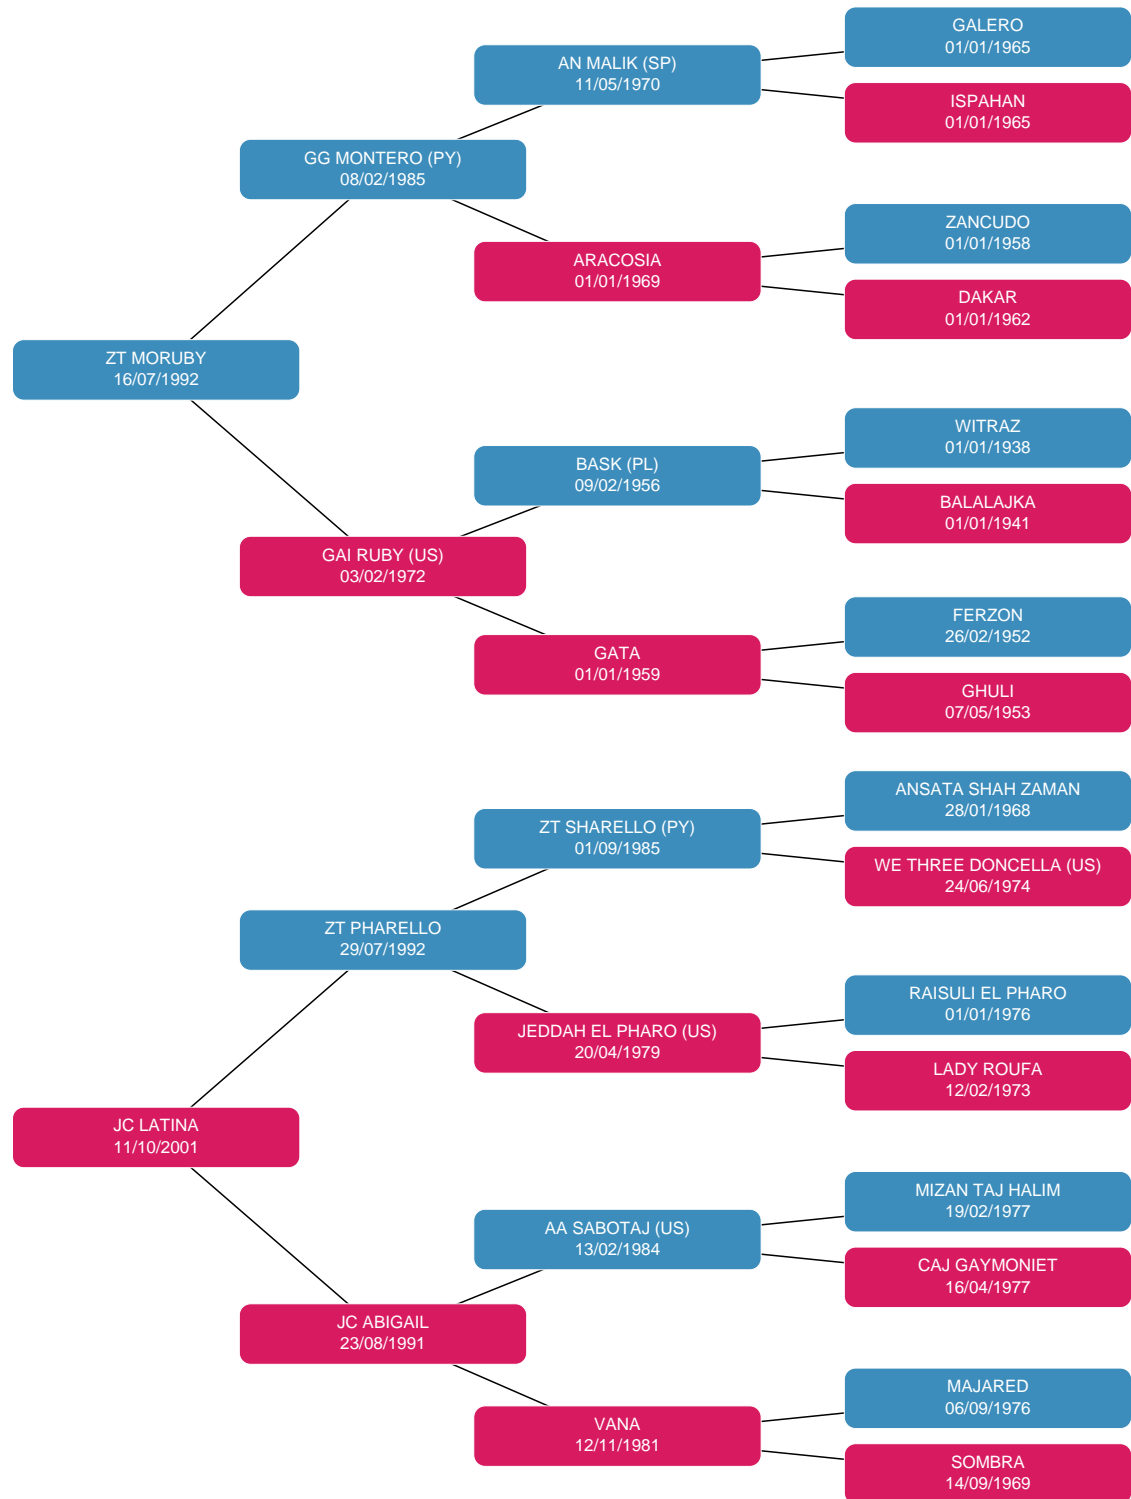 GALERO
01/01/1965
AN MALIK (SP)
11/05/1970
ISPAHAN
01/01/1965
GG MONTERO (PY)
08/02/1985
ZANCUDO
01/01/1958
ARACOSIA
01/01/1969
DAKAR
01/01/1962
ZT MORUBY
16/07/1992
WITRAZ
01/01/1938
BASK (PL)
09/02/1956
BALALAJKA
01/01/1941
GAI RUBY (US)
03/02/1972
FERZON
26/02/1952
GATA
01/01/1959
GHULI
07/05/1953
ANSATA SHAH ZAMAN
28/01/1968
ZT SHARELLO (PY)
01/09/1985
WE THREE DONCELLA (US)
24/06/1974
ZT PHARELLO
29/07/1992
RAISULI EL PHARO
01/01/1976
JEDDAH EL PHARO (US)
20/04/1979
LADY ROUFA
12/02/1973
JC LATINA
11/10/2001
MIZAN TAJ HALIM
19/02/1977
AA SABOTAJ (US)
13/02/1984
CAJ GAYMONIET
16/04/1977
JC ABIGAIL
23/08/1991
MAJARED
06/09/1976
VANA
12/11/1981
SOMBRA
14/09/1969